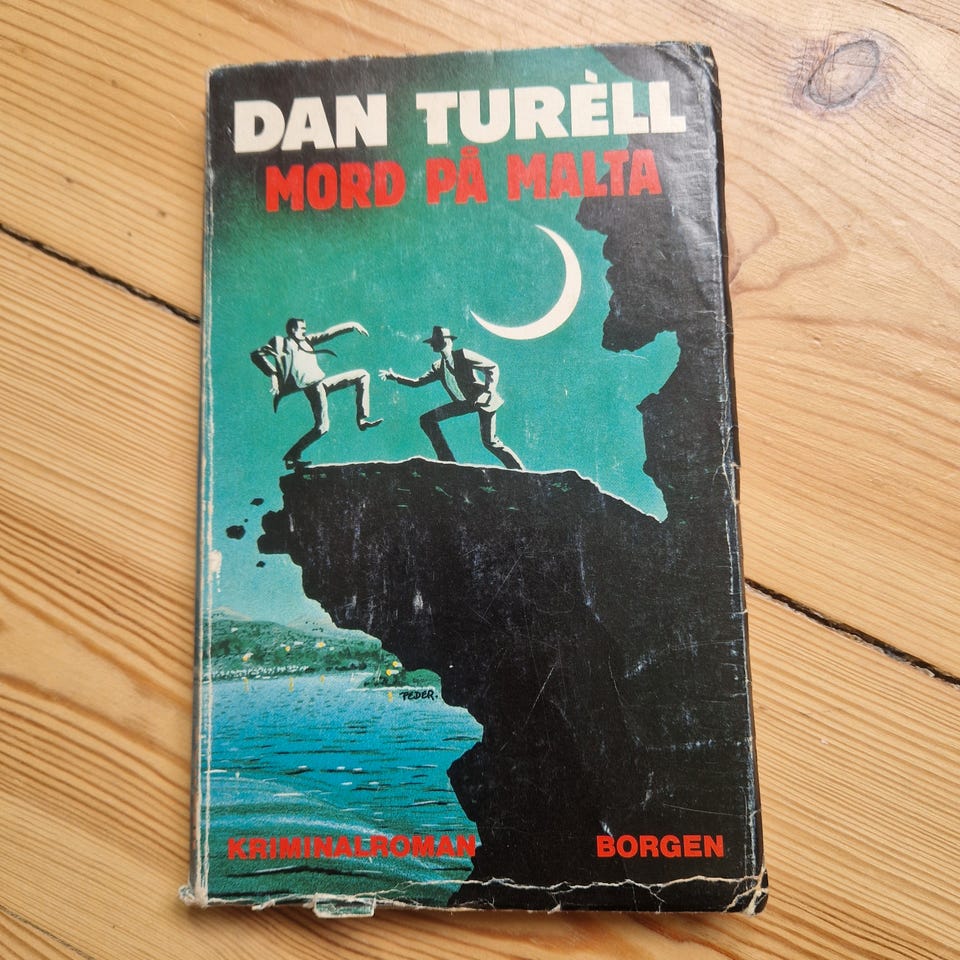 DAN TURÈLL
MORD PÅ MALTA
PEDER.
KRIMINALROMAN BORGEN